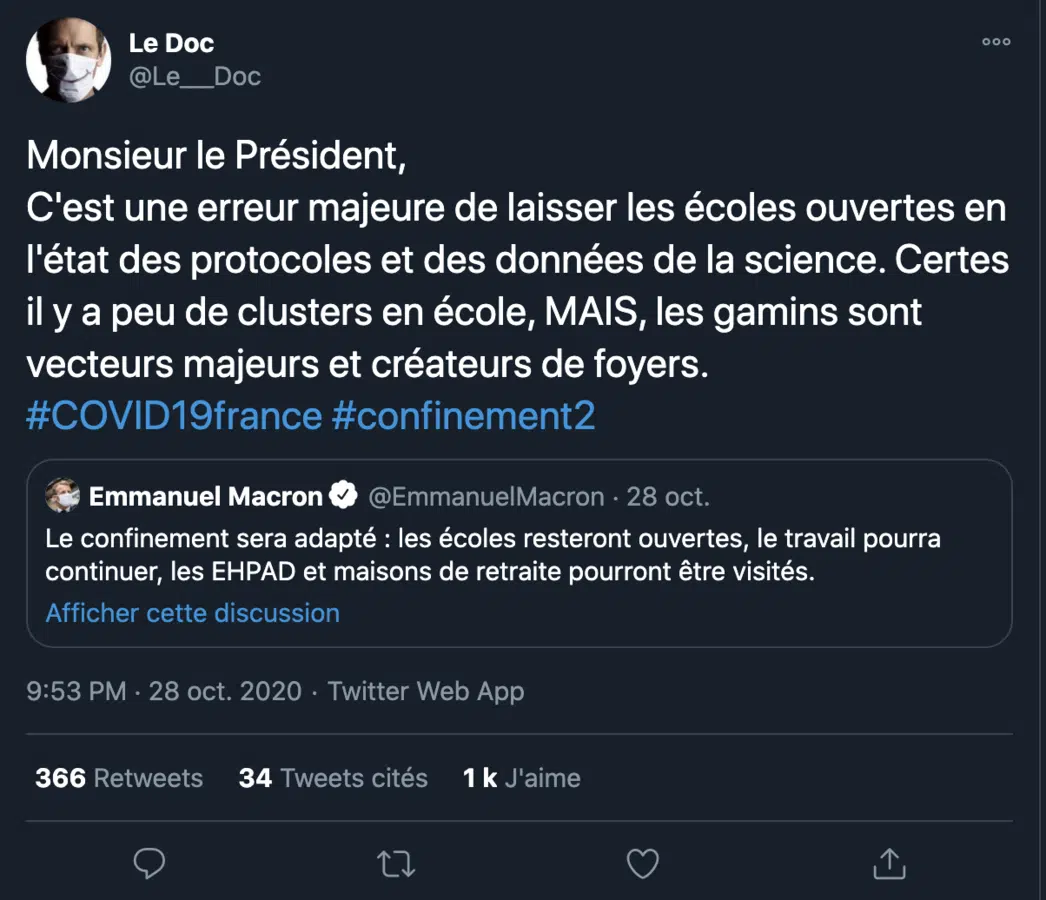 Le Doc
@Le___Doc
Monsieur le Président,
C'est une erreur majeure de laisser les écoles ouvertes en
l'état des protocoles et des données de la science. Certes
il y a peu de clusters en école, MAIS, les gamins sont
vecteurs majeurs et créateurs de foyers.
#COVID19france #confinement2
Emmanuel Macron @EmmanuelMacron · 28 oct.
Le confinement sera adapté : les écoles resteront ouvertes, le travail pourra
continuer, les EHPAD et maisons de retraite pourront être visités.
Afficher cette discussion
9:53 PM · 28 oct. 2020 · Twitter Web App
366 Retweets 34 Tweets cités 1 k J'aime